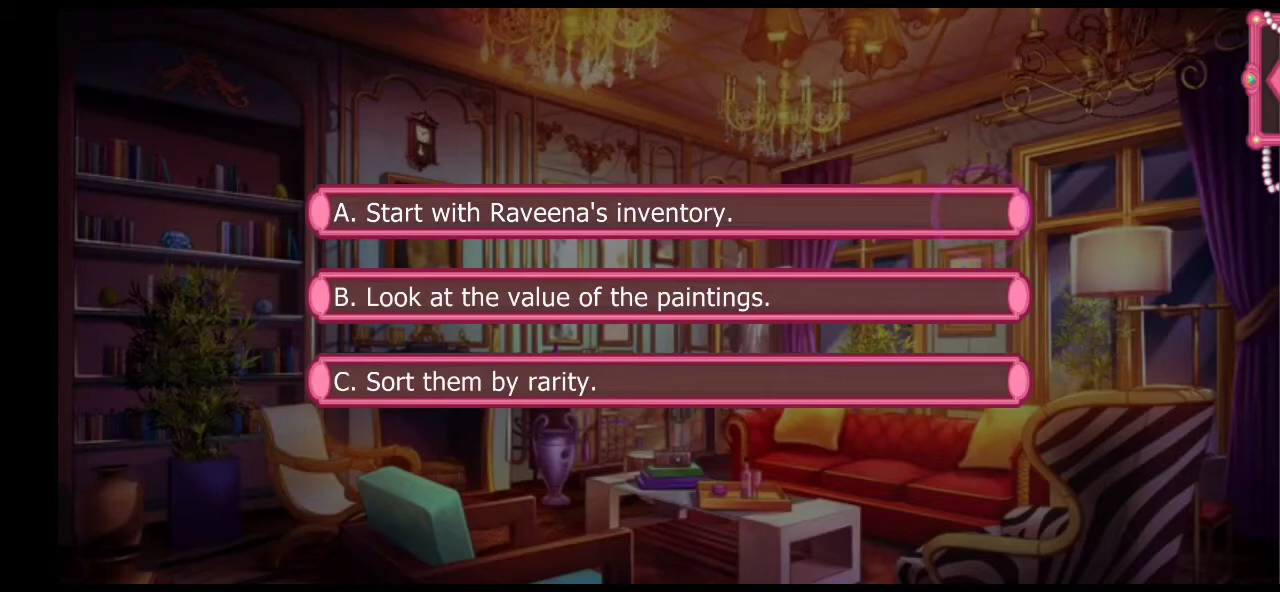 A. Start with Raveena's inventory.
B. Look at the value of the paintings.
C. Sort them by rarity.